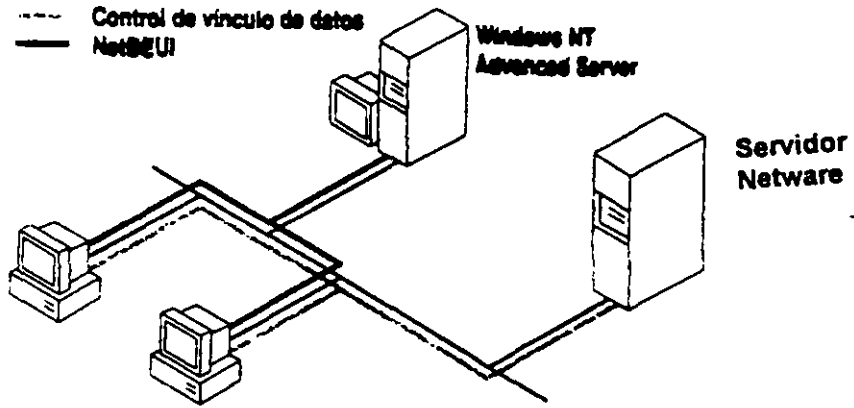 Control de vínculo de datos
NetBEUI
Windows NT
Advanced Server
Servidor
Netware